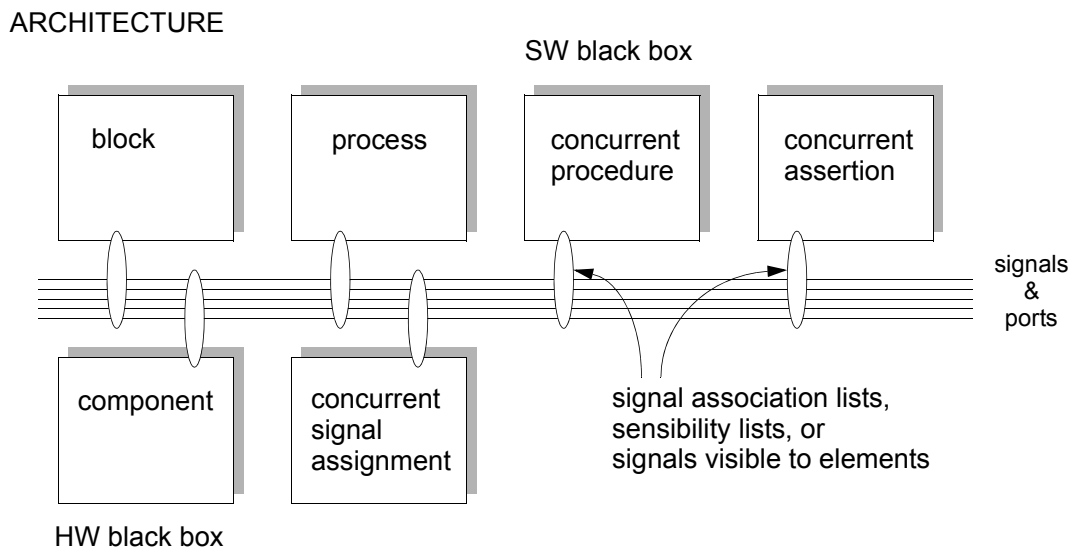 ARCHITECTURE
SW black box
block
process
concurrent
procedure
concurrent
assertion
signals
&
ports
component
concurrent
signal
assignment
signal association lists,
sensibility lists, or
signals visible to elements
HW black box